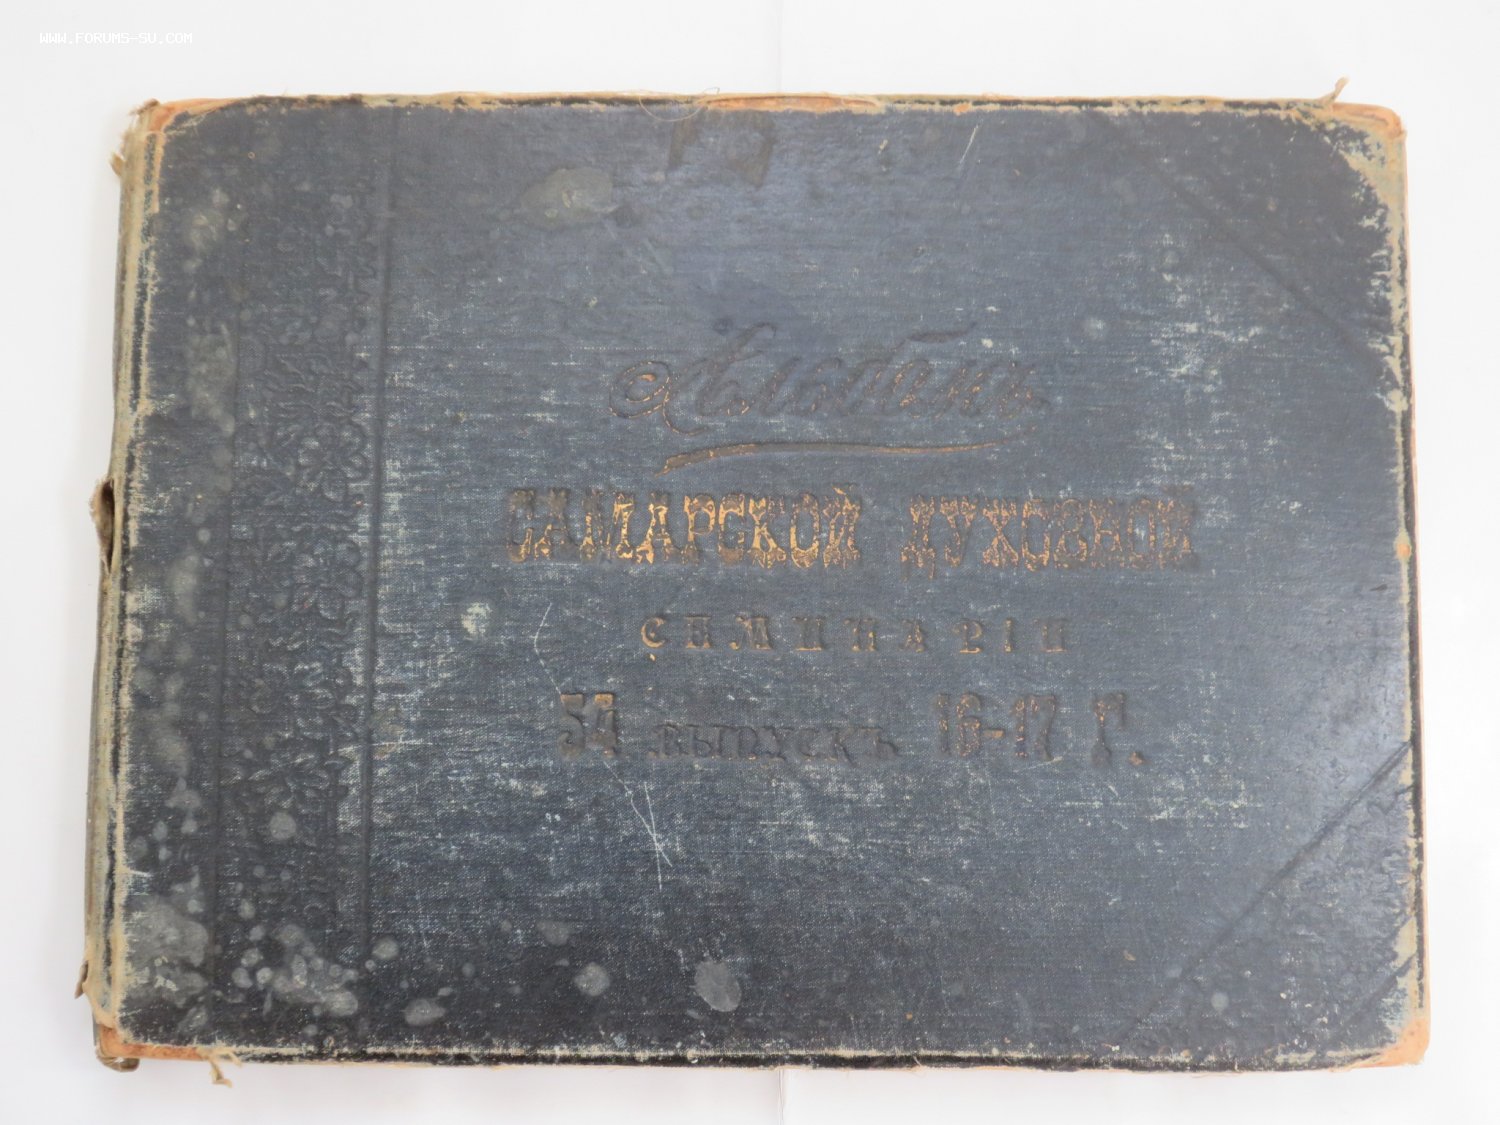 WWW.FORUMS-SU.COM
Альбомъ
САМАРСКОЙ ДУХОВНОЙ
СЕМИНАРІИ
54 ВЫПУСКЪ 16-17 Г.